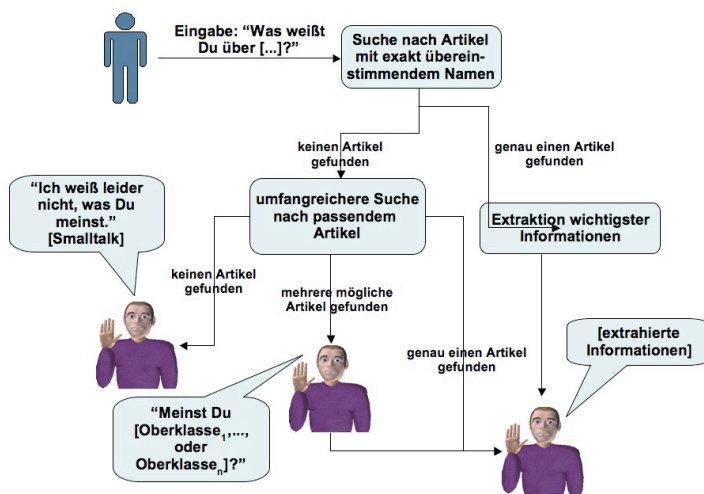 Eingabe: “Was weißt
Du über [...]?”
Suche nach Artikel
mit exakt überein-
stimmendem Namen
keinen Artikel
gefunden
genau einen Artikel
gefunden
“Ich weiß leider
nicht, was Du
meinst.”
[Smalltalk]
umfangreichere Suche
nach passendem
Artikel
Extraktion wichtigster
Informationen
keinen Artikel
gefunden
mehrere mögliche
Artikel gefunden
genau einen Artikel
gefunden
[extrahierte
Informationen]
“Meinst Du
[Oberklasse1,...,
oder
Oberklassen]?”